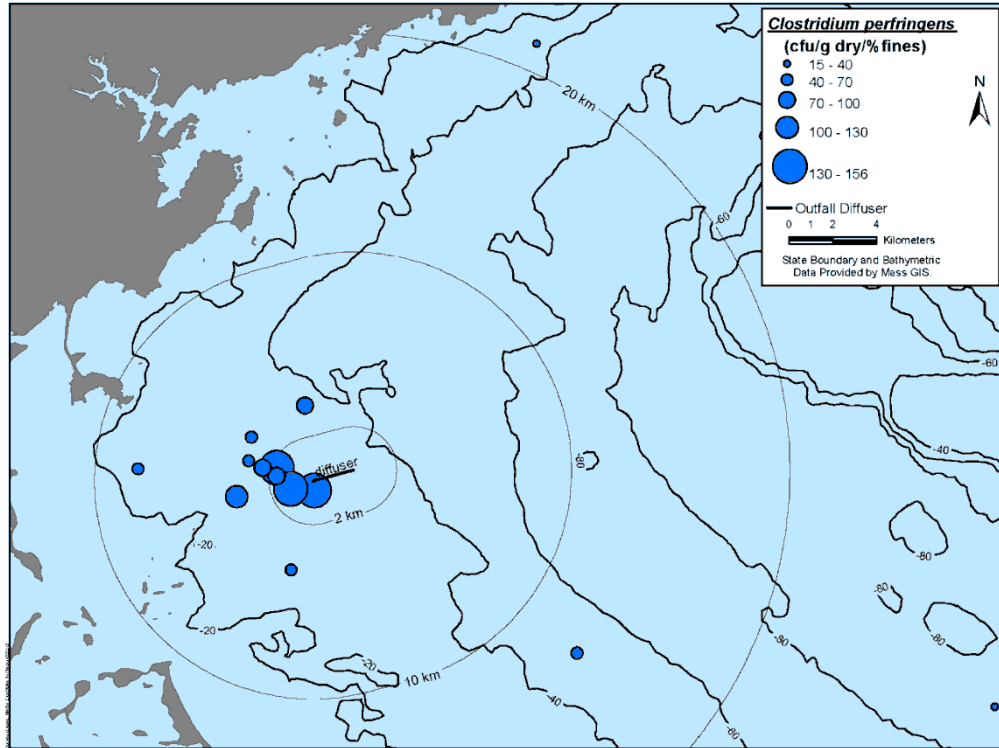 Clostridium perfringens
(cfu/g dry/% fines)
15 - 40
40 - 70
70 - 100
100 - 130
130 - 156
Outfall Diffuser
0 1 2 4
Kilometers
State Boundary and Bathymetric
Data Provided by Mass GIS.
N
20 km
-60
-60
-40
-40
-80
diffuser
2 km
-20
-80
-80
-80
-20
-20
10 km
-40
-60
-80